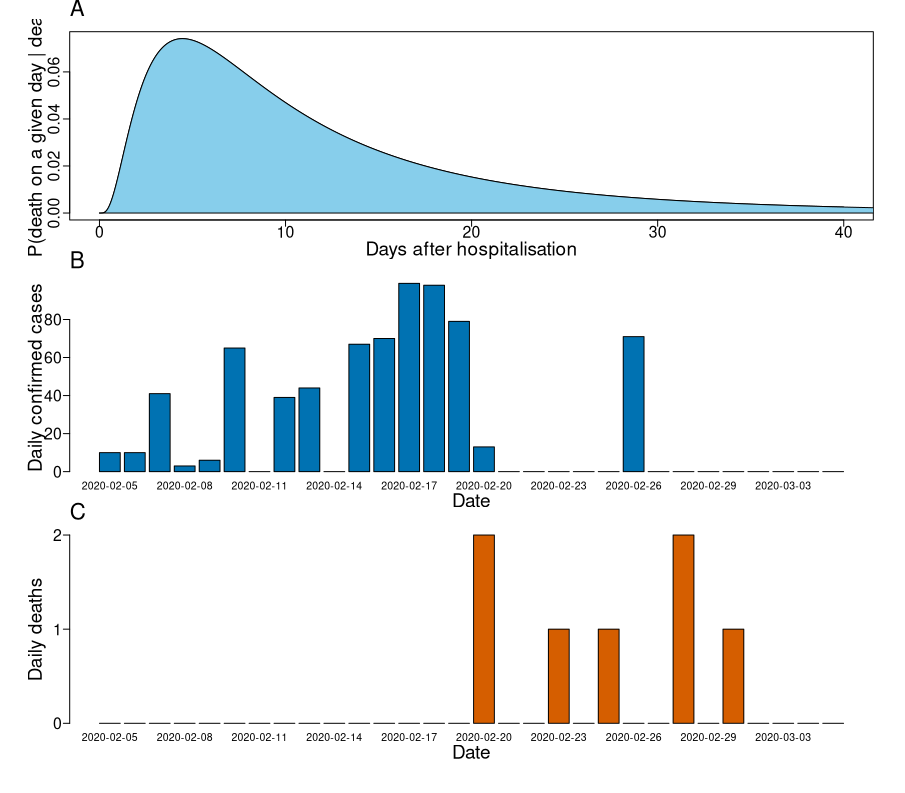 A
P(death on a given day | dea
0.00 0.02 0.04 0.06
0 10 20 30 40
Days after hospitalisation
B
Daily confirmed cases
0 20 40 60 80
2020-02-05 2020-02-08 2020-02-11 2020-02-14 2020-02-17 2020-02-20 2020-02-23 2020-02-26 2020-02-29 2020-03-03
Date
C
Daily deaths
0 1 2
2020-02-05 2020-02-08 2020-02-11 2020-02-14 2020-02-17 2020-02-20 2020-02-23 2020-02-26 2020-02-29 2020-03-03
Date